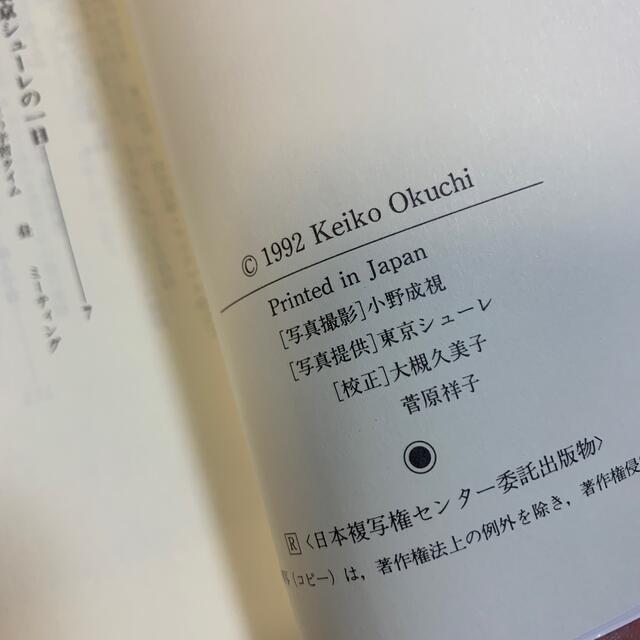 京シューレの一日
ミーティング
7
© 1992 Keiko Okuchi
Printed in Japan
[写真撮影]小野成視
[写真提供]東京シューレ
[校正]大槻久美子
菅原祥子
R〈日本複写権センター委託出版物〉
(コピー)は，著作権法上の例外を除き，著作権侵